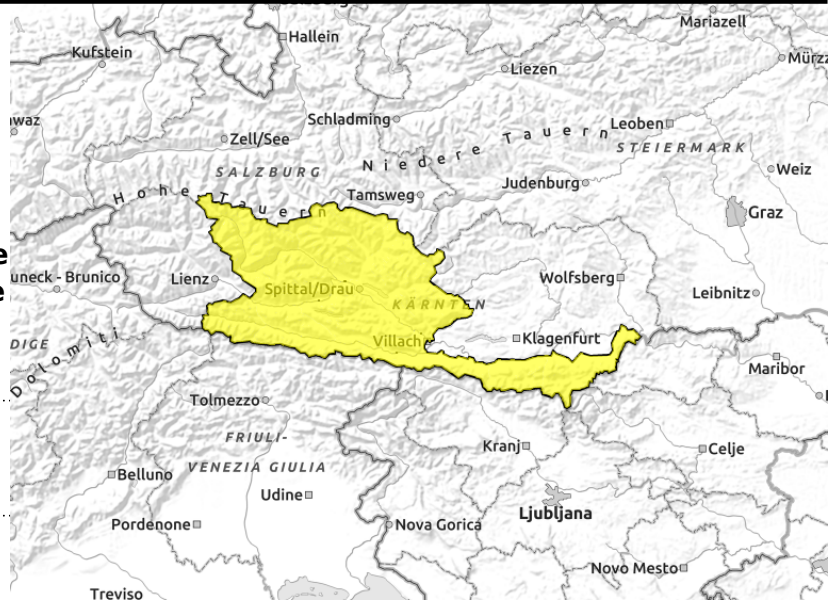 Hallein
Mariazell
Kufstein
Mürzz
Liezen
waz
Schladming
Leoben
Zell/See
Niedere Tauern
STEIERMARK
SALZBURG
Weiz
Judenburg
Hohe Tauern
Tamsweg
Graz
e
uneck - Brunico
Lienz
Wolfsberg
e
Spittal/Drau
Leibnitz
KÄRNTEN
DIGE
Villach
Klagenfurt
Dolomiti
Maribor
Tolmezzo
FRIULI-
VENEZIA GIULIA
Kranj
Celje
Belluno
Udine
Ljubljana
Pordenone
Nova Gorica
Novo Mesto
Treviso